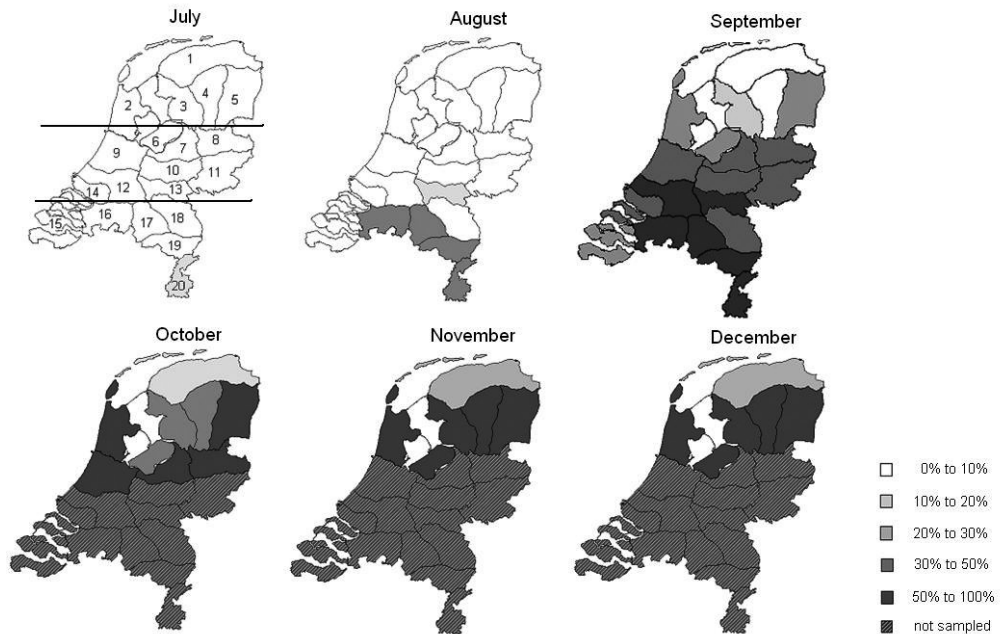 July August September
1
2 3 4 5
6 7 8
9 10 11
12 13
14
15 16 17 18
19
20
October November December
0% to 10%
10% to 20%
20% to 30%
30% to 50%
50% to 100%
not sampled